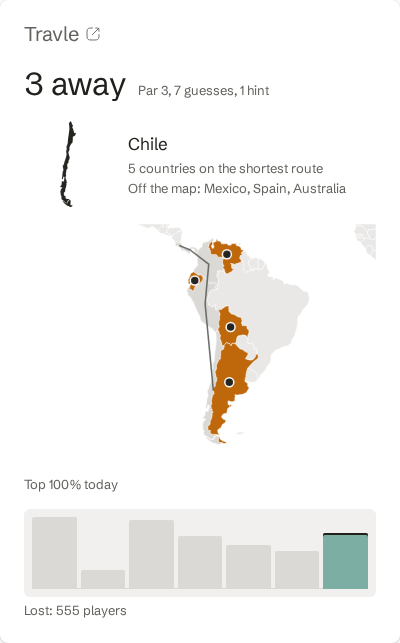 Travle
3 away Par 3, 7 guesses, 1 hint
Chile
5 countries on the shortest route
Off the map: Mexico, Spain, Australia
Top 100% today
Lost: 555 players